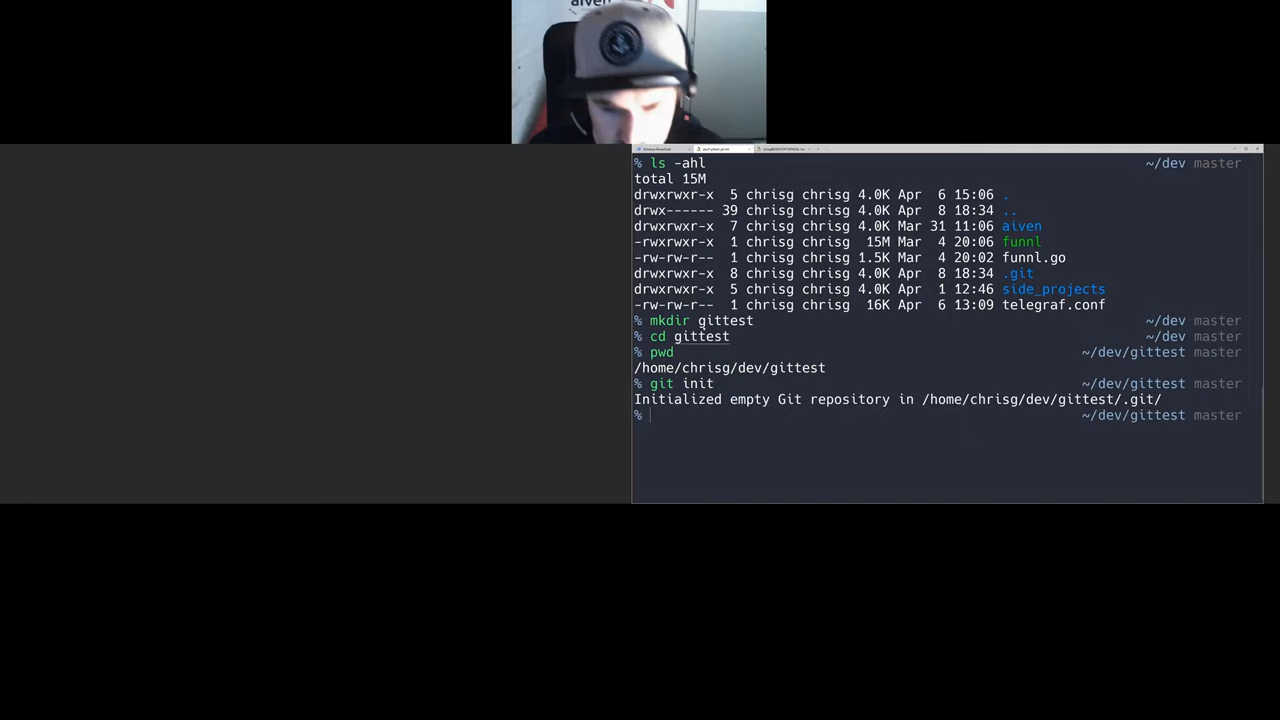 aiven
% ls -ahl ~/dev master
total 15M
drwxrwxr-x 5 chrisg chrisg 4.0K Apr 6 15:06 .
drwx------ 39 chrisg chrisg 4.0K Apr 8 18:34 ..
drwxrwxr-x 7 chrisg chrisg 4.0K Mar 31 11:06 aiven
-rwxrwxr-x 1 chrisg chrisg 15M Mar 4 20:06 funnl
-rw-rw-r-- 1 chrisg chrisg 1.5K Mar 4 20:02 funnl.go
drwxrwxr-x 8 chrisg chrisg 4.0K Apr 8 18:34 .git
drwxrwxr-x 5 chrisg chrisg 4.0K Apr 1 12:46 side_projects
-rw-rw-r-- 1 chrisg chrisg 16K Apr 6 13:09 telegraf.conf
% mkdir gittest ~/dev master
% cd gittest ~/dev master
% pwd ~/dev/gittest master
/home/chrisg/dev/gittest
% git init ~/dev/gittest master
Initialized empty Git repository in /home/chrisg/dev/gittest/.git/
% ~/dev/gittest master